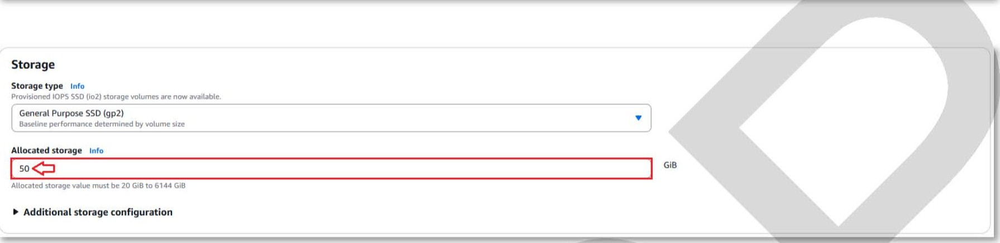 Storage
Storage type Info
Provisioned IOPS SSD (io2) storage volumes are now available.
General Purpose SSD (gp2)
Baseline performance determined by volume size
Allocated storage Info
50
GiB
Allocated storage value must be 20 GiB to 6144 GiB
Additional storage configuration